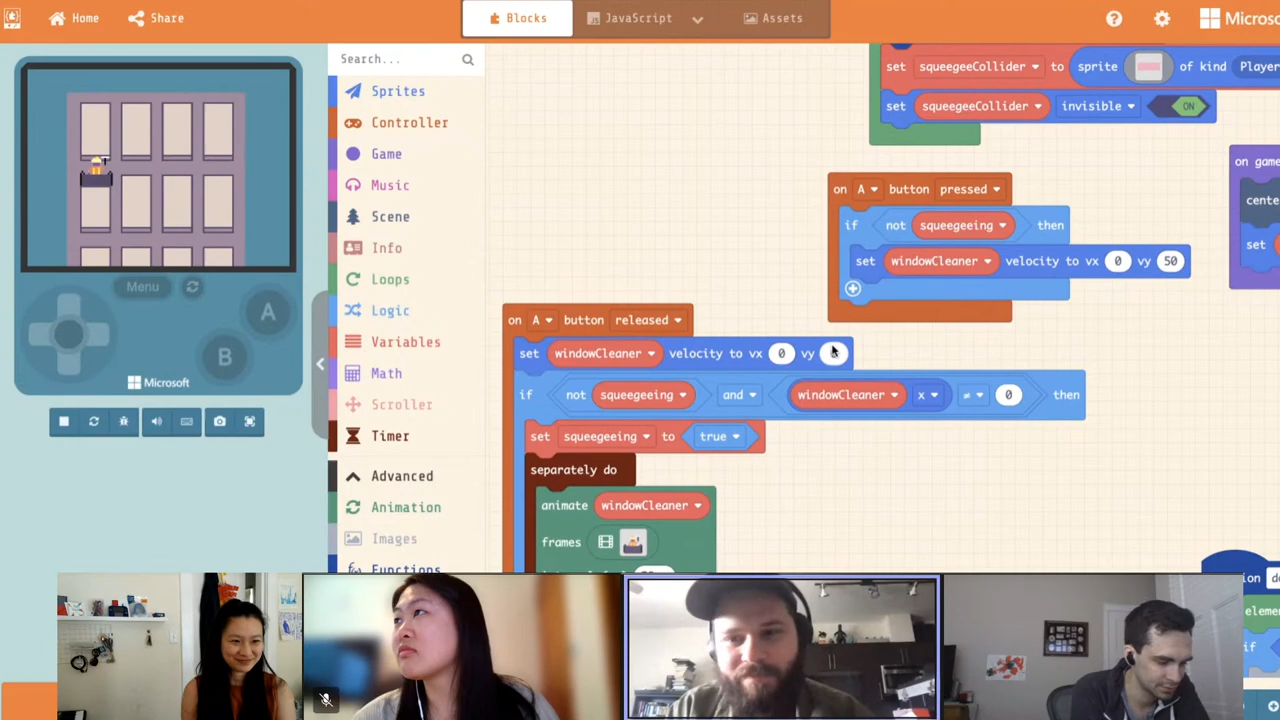 Home
Share
Blocks
JavaScript
Assets
Microsoft
Search...
Sprites
Controller
Game
Music
Scene
Info
Loops
Logic
Variables
Math
Scroller
Timer
Advanced
Animation
Images
Functions
Menu
A
B
Microsoft
set squeegeeCollider to sprite of kind Player
set squeegeeCollider invisible ON
on A button pressed
if not squeegeeing then
set windowCleaner velocity to vx 0 vy 50
on game
cente
set
on A button released
set windowCleaner velocity to vx 0 vy
if not squeegeeing and windowCleaner x ≠ 0 then
set squeegeeing to true
separately do
animate windowCleaner
frames
ion do
elemen
if